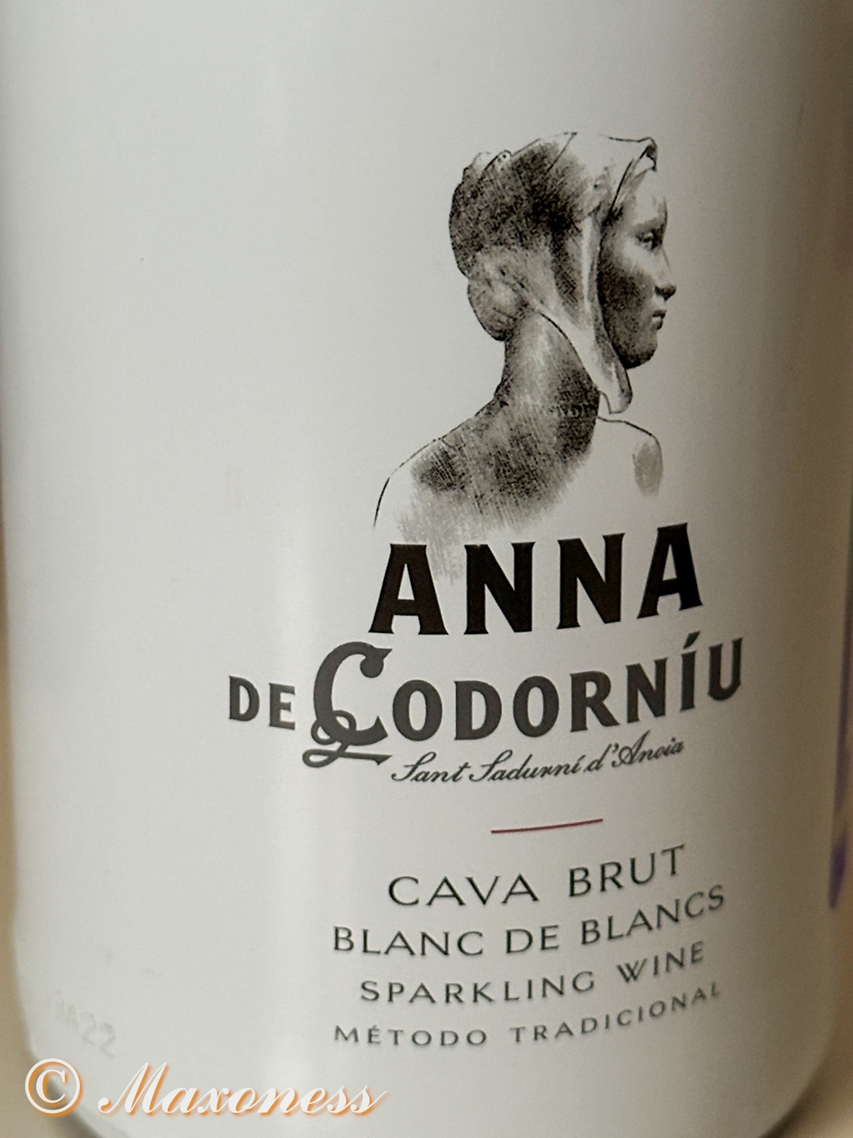 ANNA
DE CODORNÍU
Sant Sadurní d'Anoia
CAVA BRUT
BLANC DE BLANCS
SPARKLING WINE
MÉTODO TRADICIONAL
© Maxoness